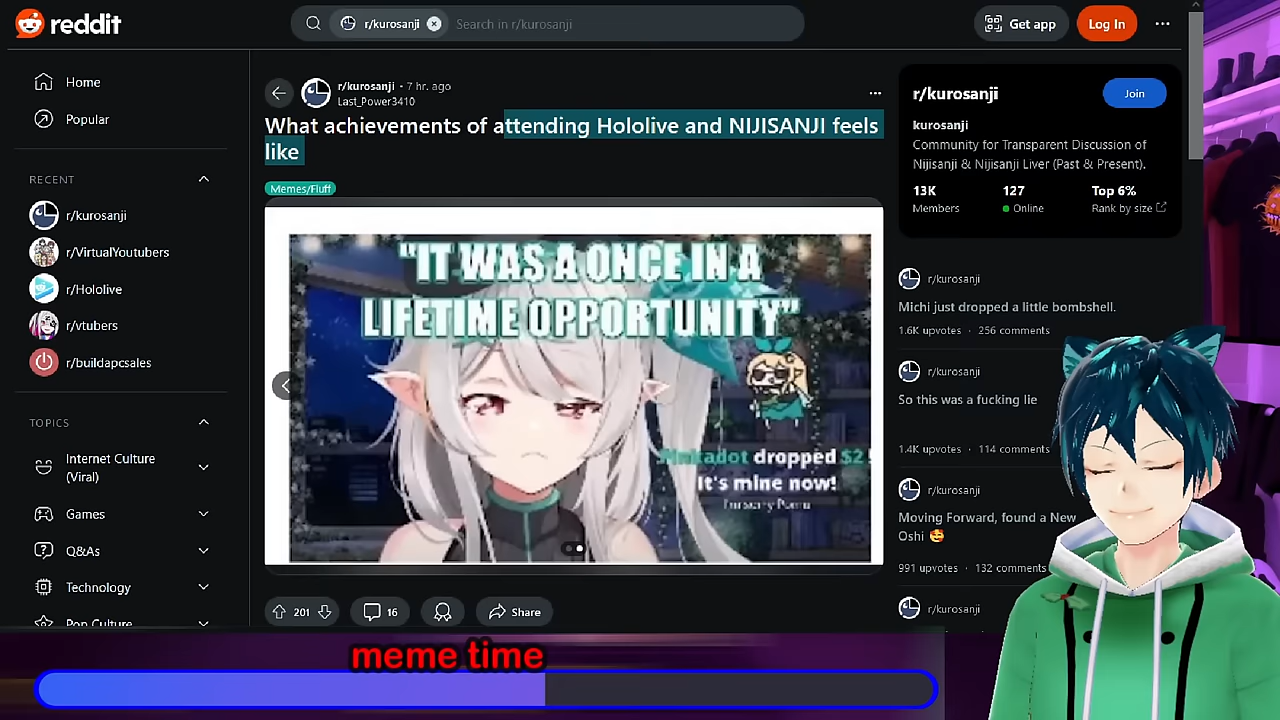 reddit
r/kurosanji
Search in r/kurosanji
Get app
Log In
Home
Popular
RECENT
r/kurosanji
r/VirtualYoutubers
r/Hololive
r/vtubers
r/buildapcsales
TOPICS
Internet Culture
(Viral)
Games
Q&As
Technology
Pop Culture
r/kurosanji • 7 hr. ago
Last_Power3410
What achievements of attending Hololive and NIJISANJI feels
like
Memes/Fluff
"IT WAS A ONCE IN A
LIFETIME OPPORTUNITY"
dropped $2 !
It's mine now!
201
16
Share
r/kurosanji
Join
kurosanji
Community for Transparent Discussion of
Nijisanji & Nijisanji Liver (Past & Present).
13K 127 Top 6%
Members Online Rank by size
r/kurosanji
Michi just dropped a little bombshell.
1.6K upvotes · 256 comments
r/kurosanji
So this was a fucking lie
1.4K upvotes · 114 comments
r/kurosanji
Moving Forward, found a New
Oshi 🥰
991 upvotes · 132 comments
r/kurosanji
meme time